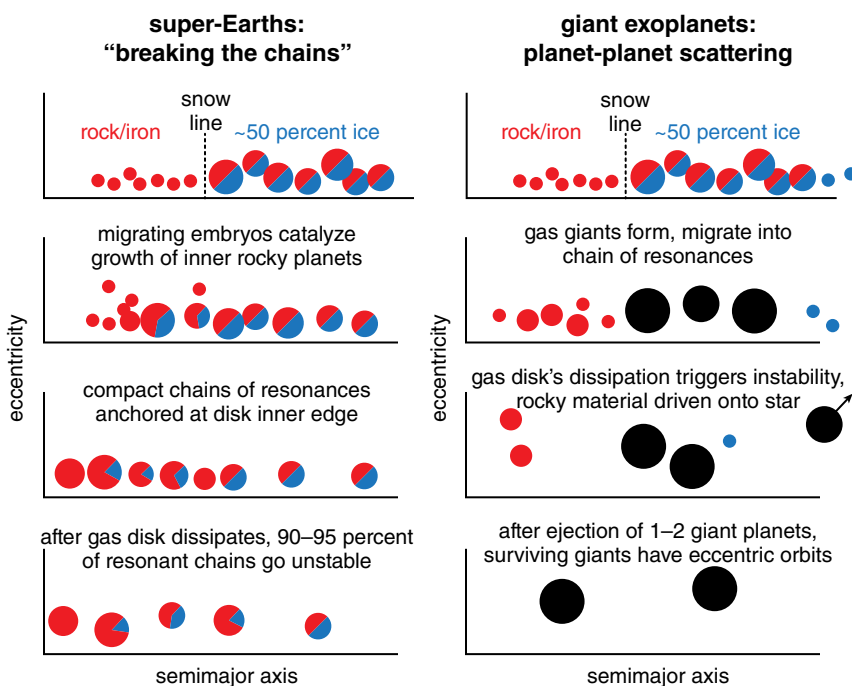 super-Earths:
“breaking the chains”
snow
line
rock/iron
~50 percent ice
migrating embryos catalyze
growth of inner rocky planets
compact chains of resonances
anchored at disk inner edge
after gas disk dissipates, 90–95 percent
of resonant chains go unstable
eccentricity
semimajor axis
giant exoplanets:
planet-planet scattering
snow
line
rock/iron
~50 percent ice
gas giants form, migrate into
chain of resonances
gas disk’s dissipation triggers instability,
rocky material driven onto star
after ejection of 1–2 giant planets,
surviving giants have eccentric orbits
eccentricity
semimajor axis